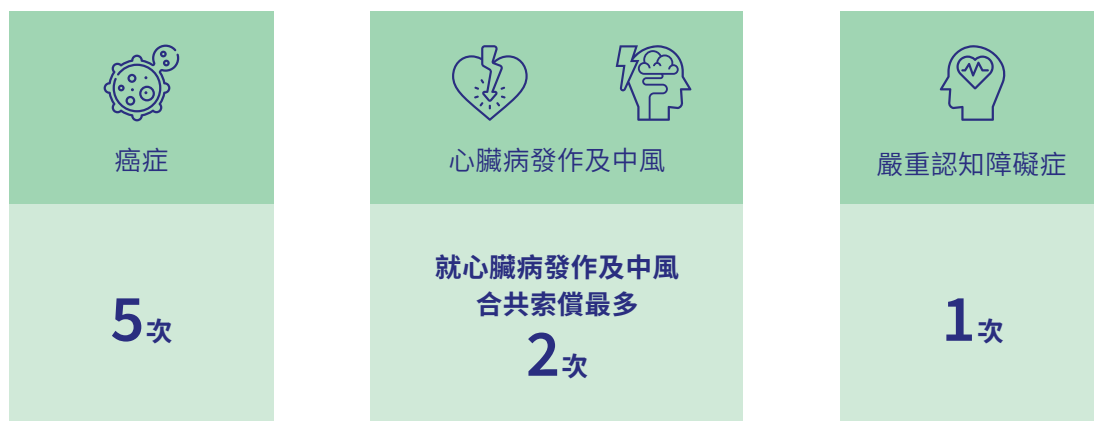 癌症
5次
心臟病發作及中風
就心臟病發作及中風
合共索償最多
2次
嚴重認知障礙症
1次